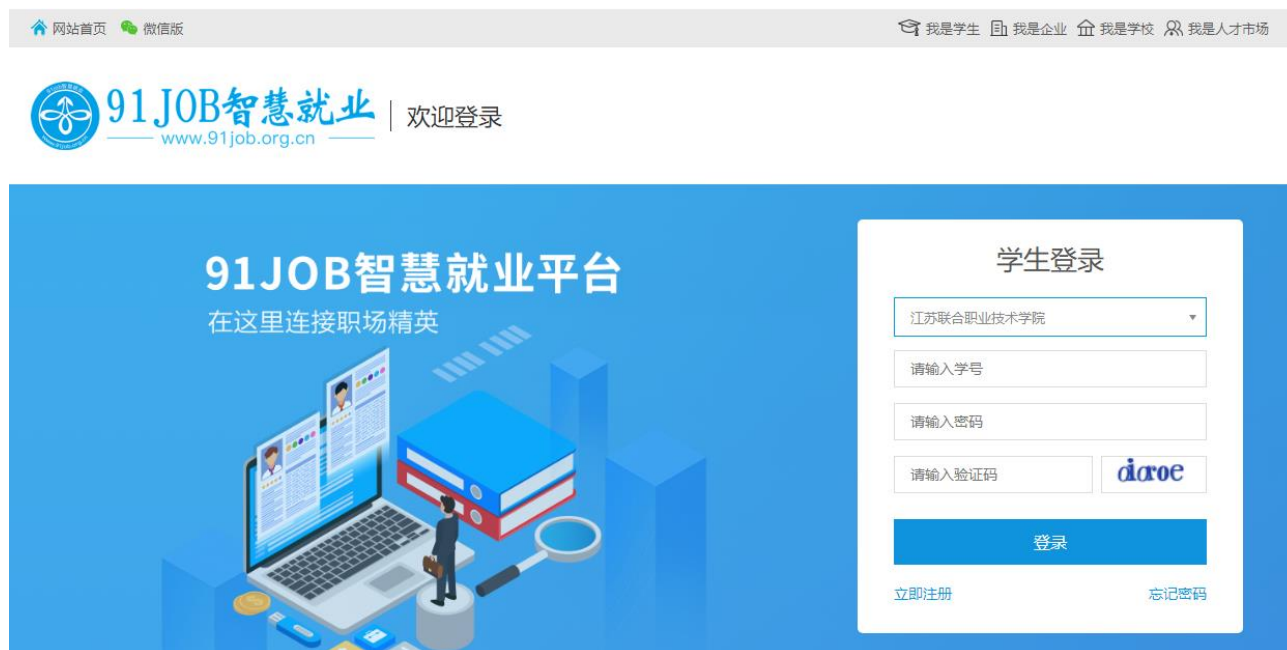 网站首页 微信版 我是学生 我是企业 我是学校 我是人才市场
91JOB智慧就业
www.91job.org.cn
欢迎登录
91JOB智慧就业平台
在这里连接职场精英
学生登录
江苏联合职业技术学院
请输入学号
请输入密码
请输入验证码
登录
立即注册 忘记密码